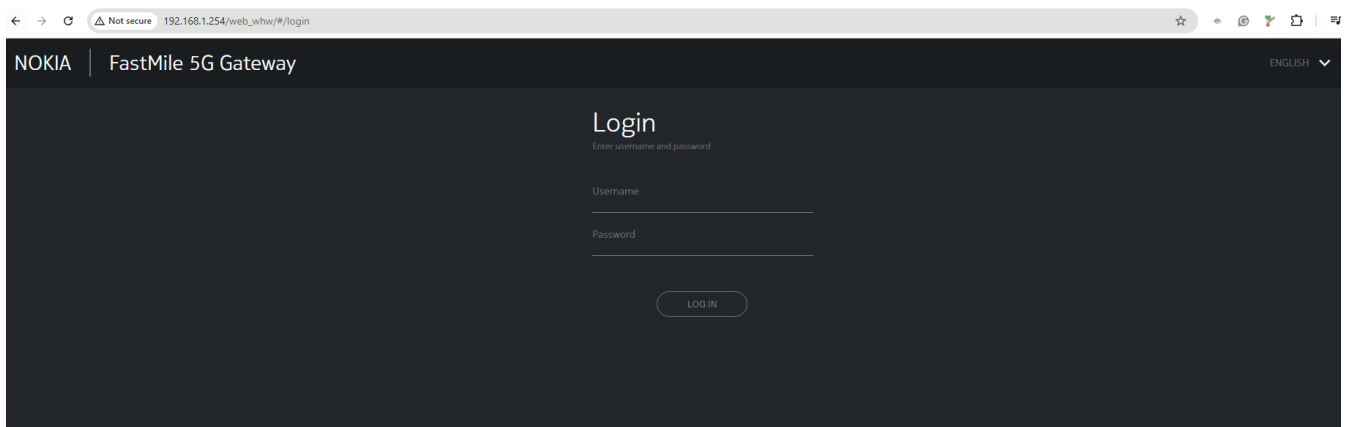 Not secure 192.168.1.254/web_whw/#/login
NOKIA FastMile 5G Gateway ENGLISH
Login
Enter username and password
Username
Password
LOG IN